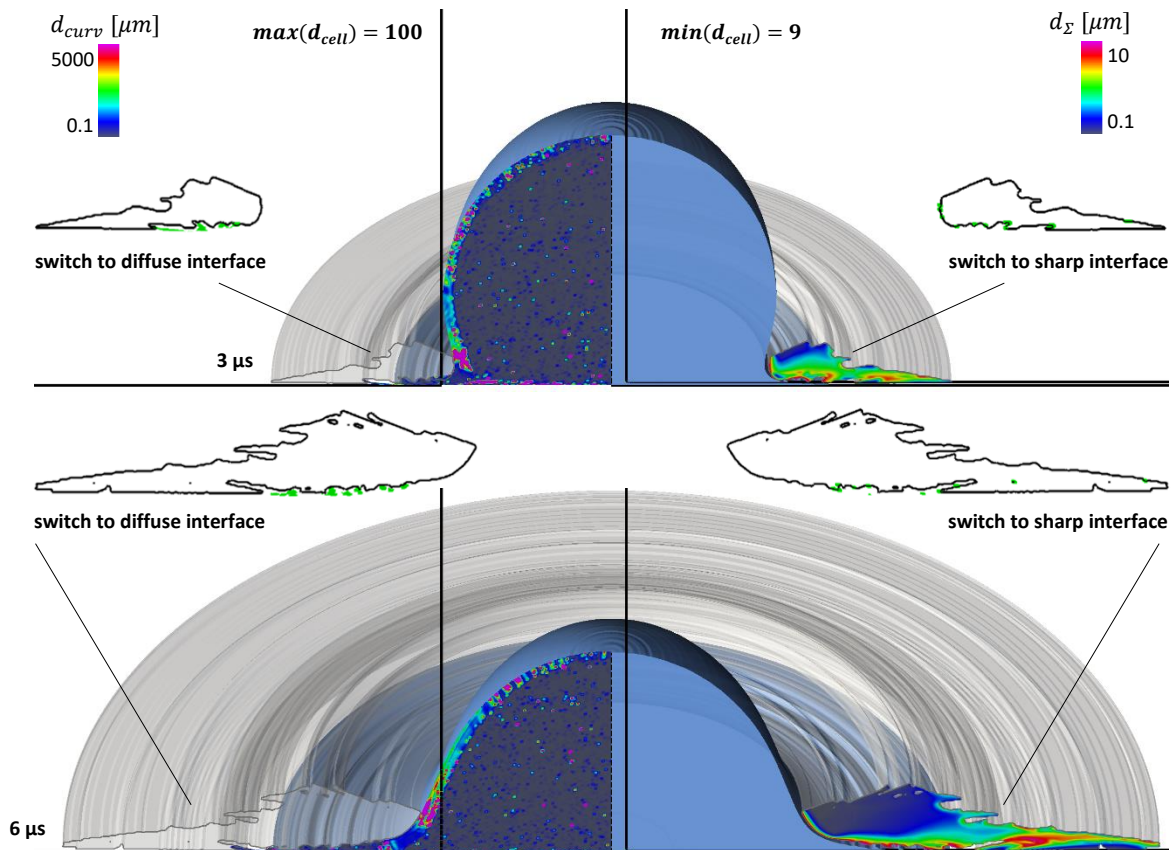 d_curv [μm]
max(d_cell) = 100
min(d_cell) = 9
d_Σ [μm]
5000
0.1
10
0.1
switch to diffuse interface
switch to sharp interface
3 μs
switch to diffuse interface
switch to sharp interface
6 μs